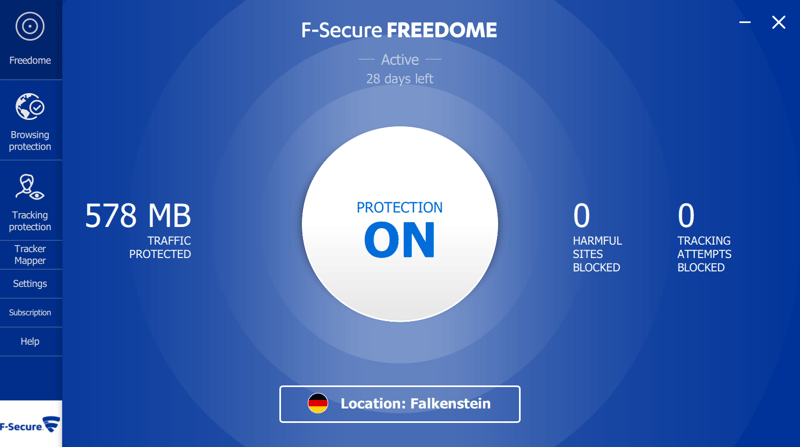 F-Secure FREEDOME
Active
28 days left
Freedome
Browsing
protection
Tracking
protection
Tracker
Mapper
Settings
Subscription
Help
F-Secure.
578 MB
TRAFFIC
PROTECTED
PROTECTION
ON
0
HARMFUL
SITES
BLOCKED
0
TRACKING
ATTEMPTS
BLOCKED
Location: Falkenstein